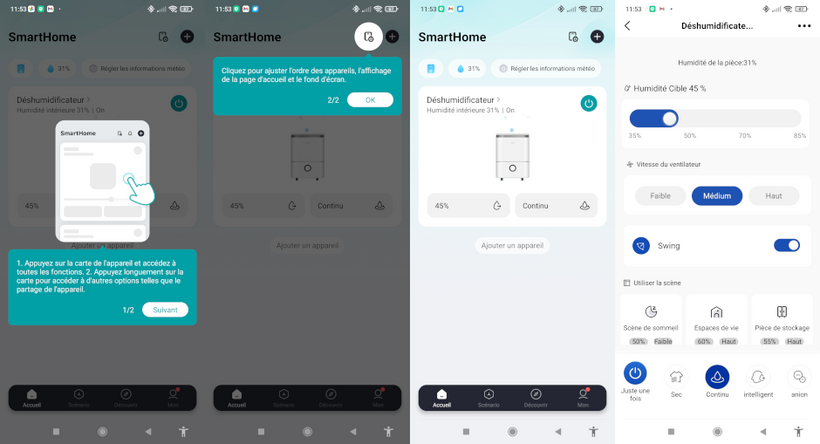 11:53
SmartHome
31%
Régler les informations météo
Déshumidificateur
Humidité intérieure 31% | On
SmartHome
45%
Continu
Ajouter un appareil
1. Appuyez sur la carte de l'appareil et accédez à
toutes les fonctions. 2. Appuyez longuement sur la
carte pour accéder à d'autres options telles que le
partage de l'appareil.
1/2
Suivant
Accueil
Scénario
Découvrir
Moi
11:53
SmartHome
Cliquez pour ajuster l'ordre des appareils, l'affichage
de la page d'accueil et le fond d'écran.
2/2
OK
45%
Continu
Ajouter un appareil
Accueil
Scénario
Découvrir
Moi
11:53
SmartHome
31%
Régler les informations météo
Déshumidificateur
Humidité intérieure 31% | On
45%
Continu
Ajouter un appareil
Accueil
Scénario
Découvrir
Moi
11:53
Déshumidificate...
Humidité de la pièce:31%
Humidité Cible 45 %
35% 50% 70% 85%
Vitesse du ventilateur
Faible Médium Haut
Swing
Utiliser la scène
Scène de sommeil Espaces de vie Pièce de stockage
50% Faible 60% Haut 55% Haut
Juste une
fois
Sec
Continu
intelligent
anion